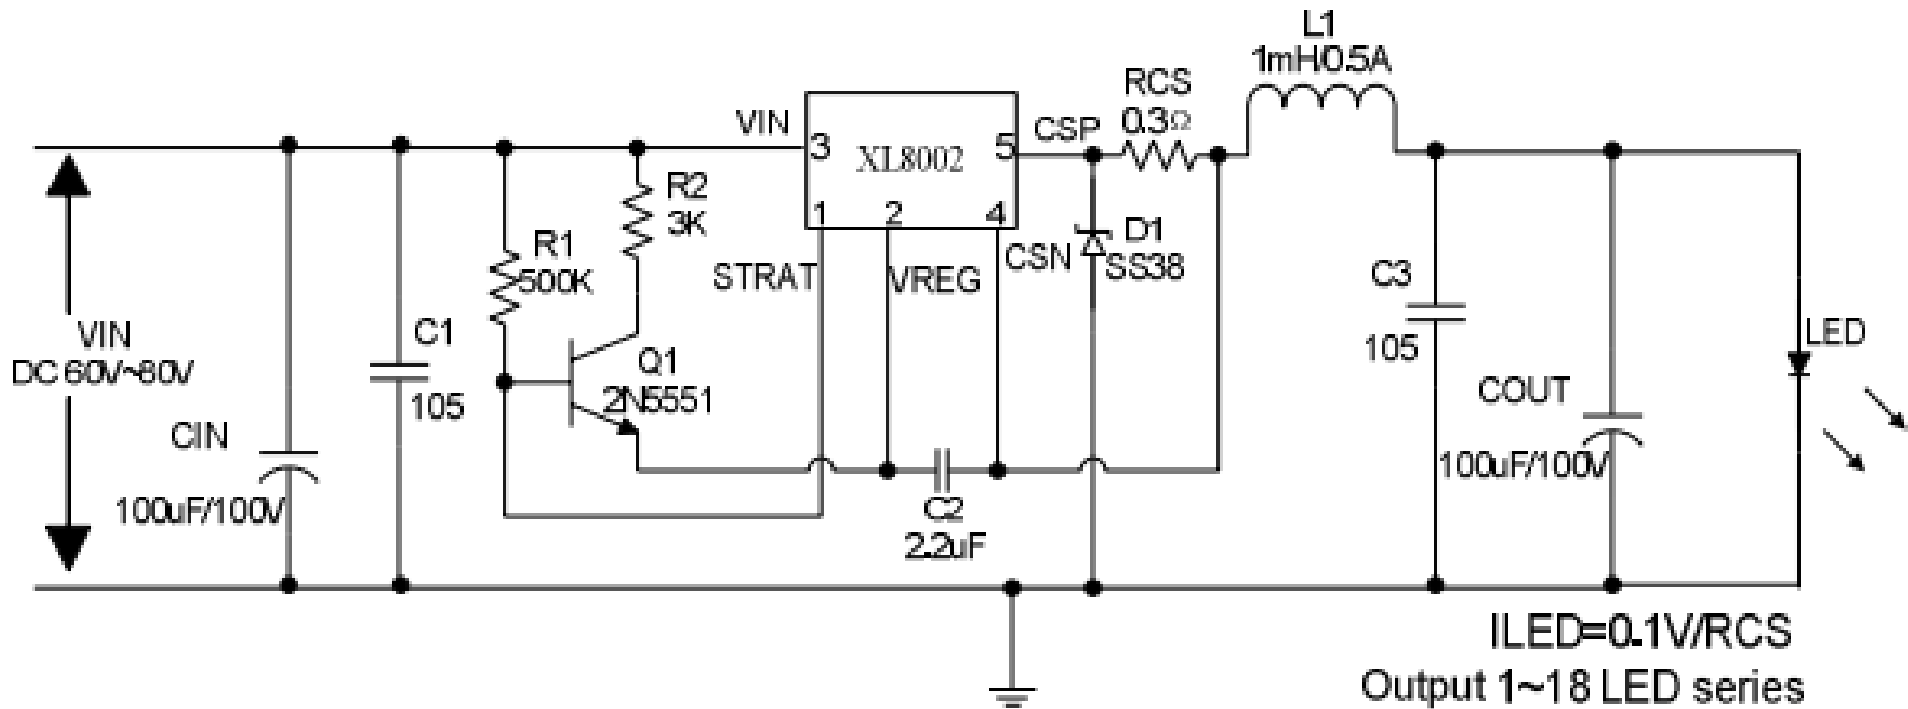 L1
1mH/0.5A
RCS
0.3Ω
VIN
3
XL8002
5
CSP
1
2
4
R2
3K
R1
500K
STRAT
VREG
CSN
D1
SS38
C3
105
VIN
DC 60V~80V
C1
105
Q1
2N5551
LED
COUT
100uF/100V
CIN
100uF/100V
C2
2.2uF
ILED=0.1V/RCS
Output 1~18 LED series